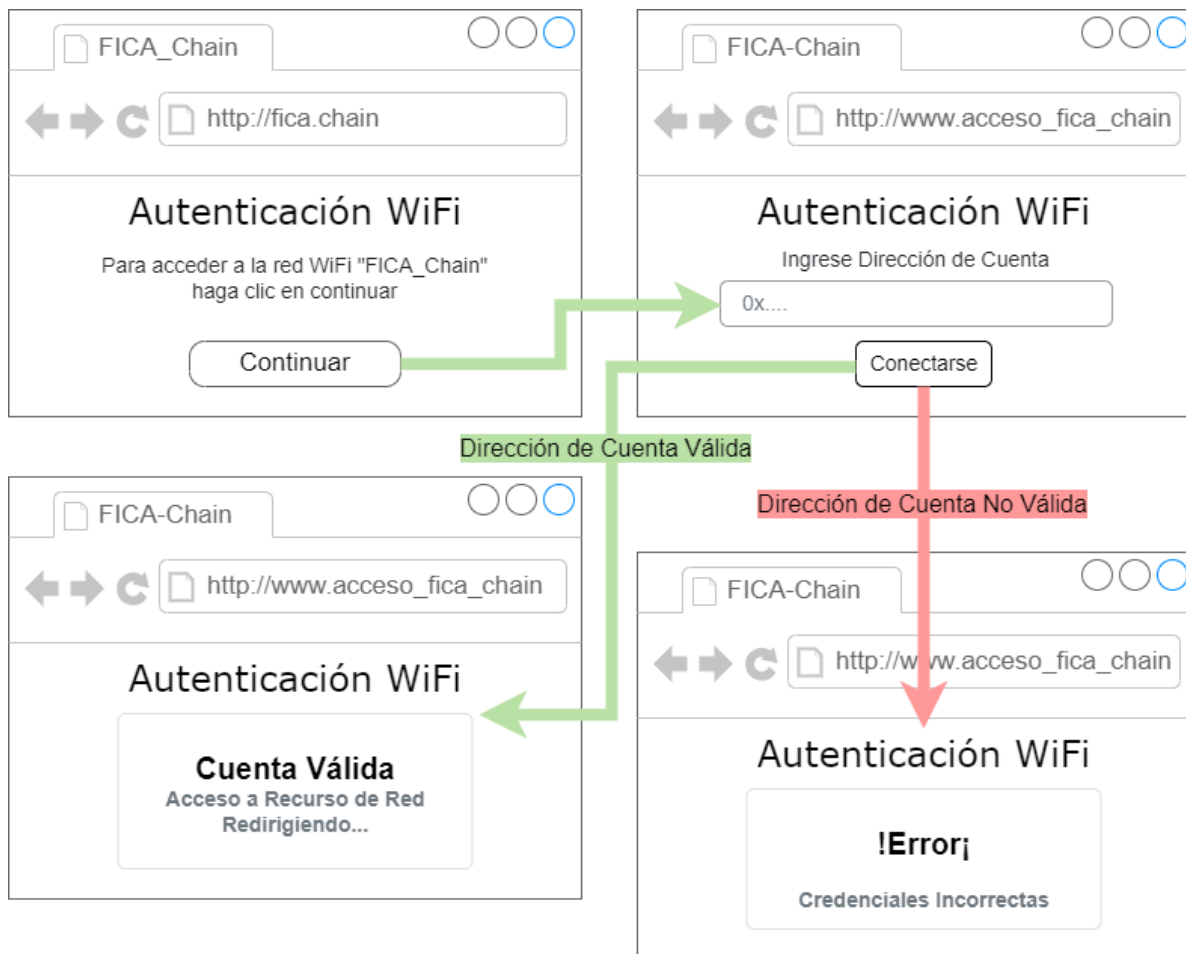 FICA_Chain
http://fica.chain
Autenticación WiFi
Para acceder a la red WiFi "FICA_Chain"
haga clic en continuar
Continuar
FICA-Chain
http://www.acceso_fica_chain
Autenticación WiFi
Ingrese Dirección de Cuenta
0x....
Conectarse
Dirección de Cuenta Válida
Dirección de Cuenta No Válida
FICA-Chain
http://www.acceso_fica_chain
Autenticación WiFi
Cuenta Válida
Acceso a Recurso de Red
Redirigiendo...
FICA-Chain
http://www.acceso_fica_chain
Autenticación WiFi
!Error¡
Credenciales Incorrectas